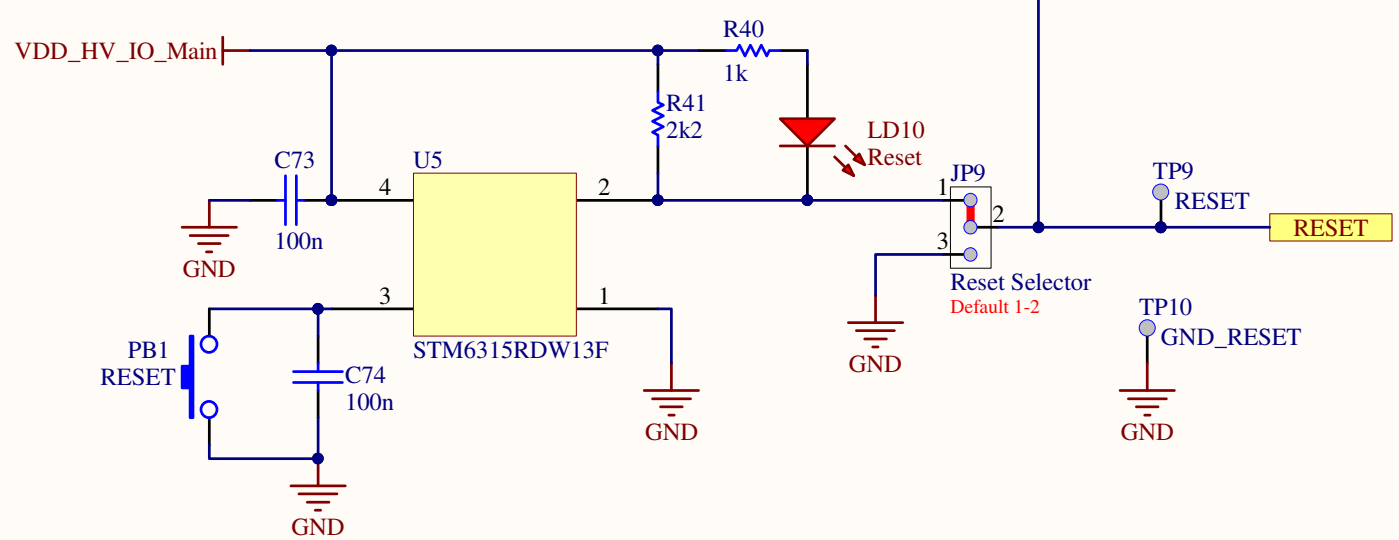 R40
VDD_HV_IO_Main
1k
R41
2k2
LD10
Reset
C73
100n
GND
U5
4
2
3
1
STM6315RDW13F
GND
PB1
RESET
C74
100n
GND
JP9
1
2
3
Reset Selector
Default 1-2
GND
TP9
RESET
RESET
TP10
GND_RESET
GND